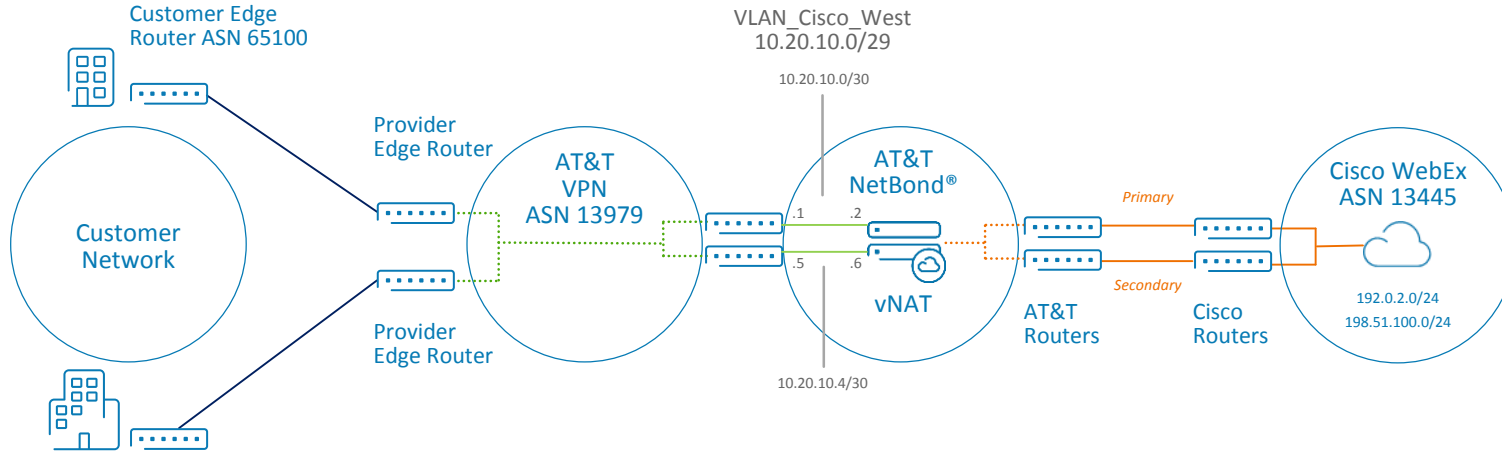 Customer Edge
Router ASN 65100
Customer
Network
Provider
Edge Router
Provider
Edge Router
AT&T
VPN
ASN 13979
VLAN_Cisco_West
10.20.10.0/29
10.20.10.0/30
.1
.2
.5
.6
10.20.10.4/30
AT&T
NetBond®
vNAT
Primary
Secondary
AT&T
Routers
Cisco
Routers
Cisco WebEx
ASN 13445
192.0.2.0/24
198.51.100.0/24